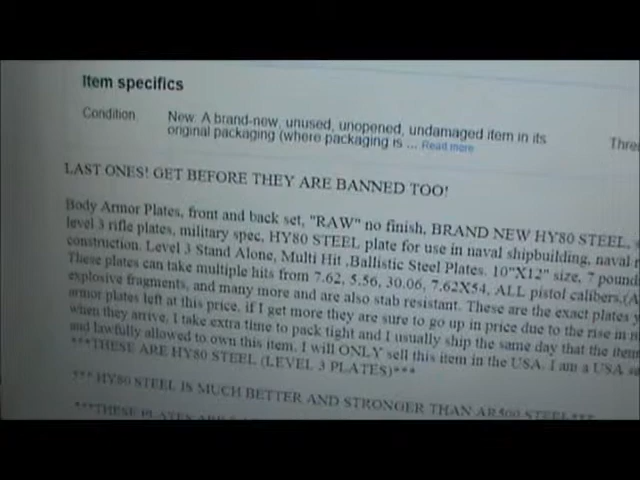 Item specifics
Condition
New: A brand-new, unused, unopened, undamaged item in its
original packaging (where packaging is ... Read more
LAST ONES! GET BEFORE THEY ARE BANNED TOO!
Body Armor Plates, front and back set, "RAW" no finish, BRAND NEW HY80 STEEL,
level 3 rifle plates, military spec, HY80 STEEL plate for use in naval shipbuilding, naval
construction. Level 3 Stand Alone, Multi Hit .Ballistic Steel Plates. 10"X12" size, 7
These plates can take multiple hits from 7.62, 5.56, 30.06, 7.62X54, ALL pistol calibers,(A
explosive fragments, and many more and are also stab resistant. These are the exact plates
armor plates left at this price, if I get more they are sure to go up in price due to the rise in
when they arrive. I take extra time to pack tight and I usually ship the same day that the
and lawfully allowed to own this item. I will ONLY sell this item in the USA. I am a USA
***THESE ARE HY80 STEEL (LEVEL 3 PLATES)***
*** HY80 STEEL IS MUCH BETTER AND STRONGER THAN AR500 STEEL***
***THESE PLATES ARE